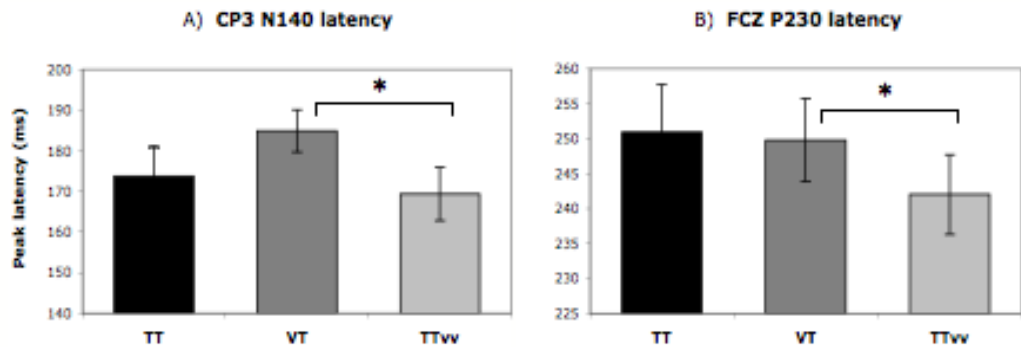 A) CP3 N140 latency
B) FCZ P230 latency
Peak latency (ms)
200
190
180
170
160
150
140
*
TT
VT
TTvv
260
255
250
245
240
235
230
225
*
TT
VT
TTvv